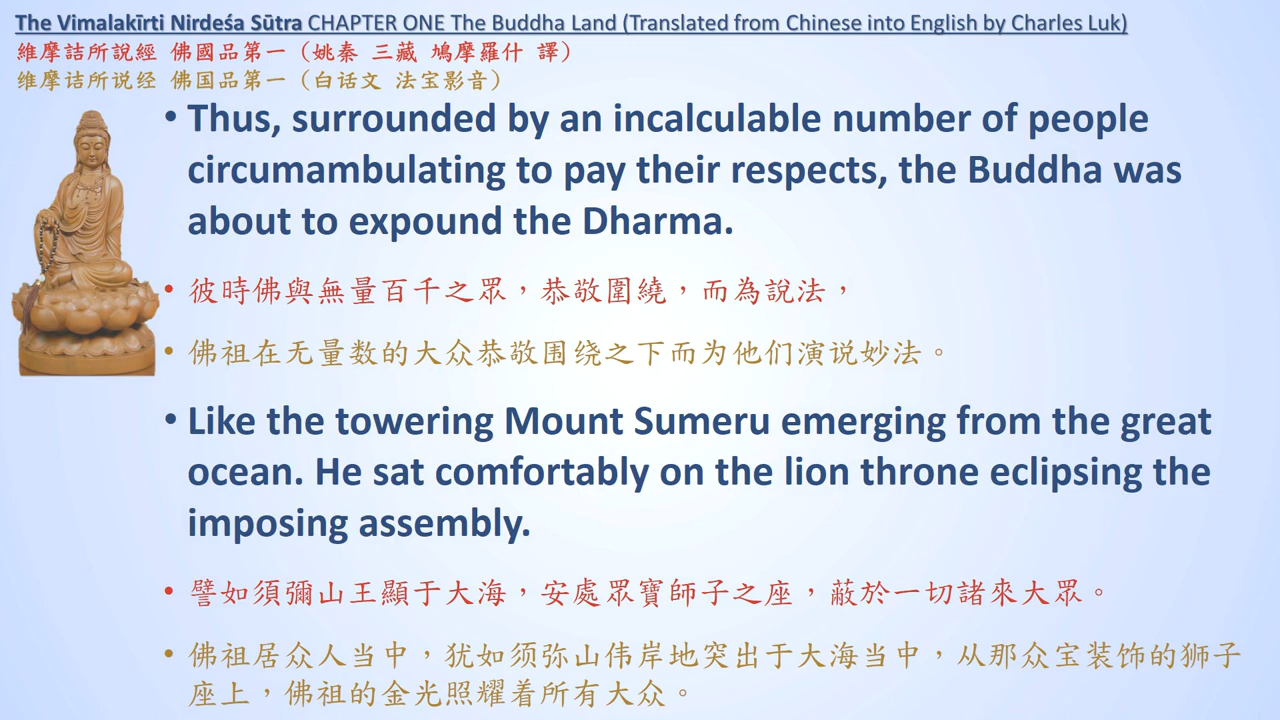 The Vimalakīrti Nirdeśa Sūtra CHAPTER ONE The Buddha Land (Translated from Chinese into English by Charles Luk)
維摩詰所說經 佛國品第一（姚秦 三藏 鳩摩羅什 譯）
维摩诘所说经 佛国品第一（白话文 法宝影音）
• Thus, surrounded by an incalculable number of people
circumambulating to pay their respects, the Buddha was
about to expound the Dharma.
• 彼時佛與無量百千之眾，恭敬圍繞，而為說法，
• 佛祖在无量数的大众恭敬围绕之下而为他们演说妙法。
• Like the towering Mount Sumeru emerging from the great
ocean. He sat comfortably on the lion throne eclipsing the
imposing assembly.
• 譬如須彌山王顯于大海，安處眾寶師子之座，蔽於一切諸來大眾。
• 佛祖居众人当中，犹如须弥山伟岸地突出于大海当中，从那众宝装饰的狮子
座上，佛祖的金光照耀着所有大众。